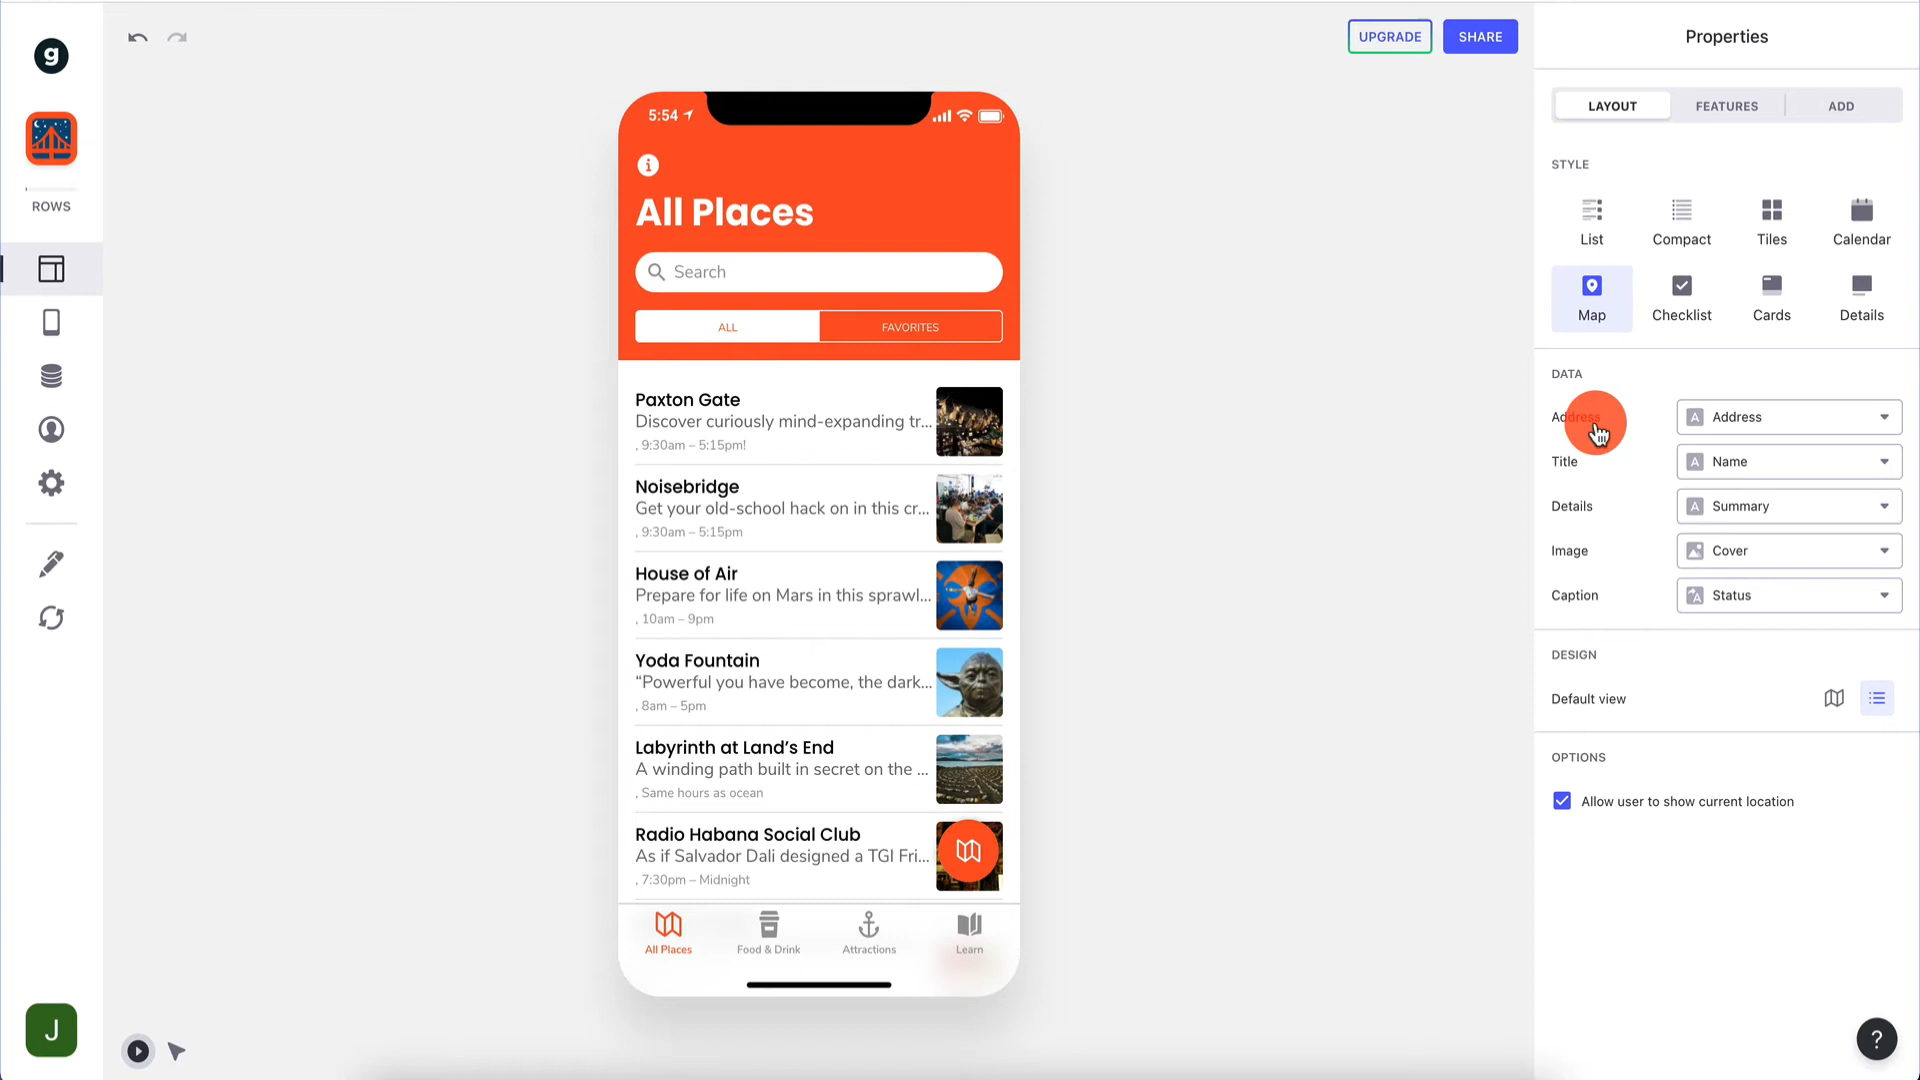 g
UPGRADE
SHARE
Properties
LAYOUT
FEATURES
ADD
ROWS
5:54
All Places
Search
ALL
FAVORITES
Paxton Gate
Discover curiously mind-expanding tr...
, 9:30am – 5:15pm!
Noisebridge
Get your old-school hack on in this cr...
, 9:30am – 5:15pm
House of Air
Prepare for life on Mars in this sprawl...
, 10am – 9pm
Yoda Fountain
“Powerful you have become, the dark...
, 8am – 5pm
Labyrinth at Land’s End
A winding path built in secret on the ...
, Same hours as ocean
Radio Habana Social Club
As if Salvador Dali designed a TGI Fri...
, 7:30pm – Midnight
All Places
Food & Drink
Attractions
Learn
STYLE
List
Compact
Tiles
Calendar
Map
Checklist
Cards
Details
DATA
Address
A Address
Title
A Name
Details
A Summary
Image
Cover
Caption
A Status
DESIGN
Default view
OPTIONS
Allow user to show current location
J
?